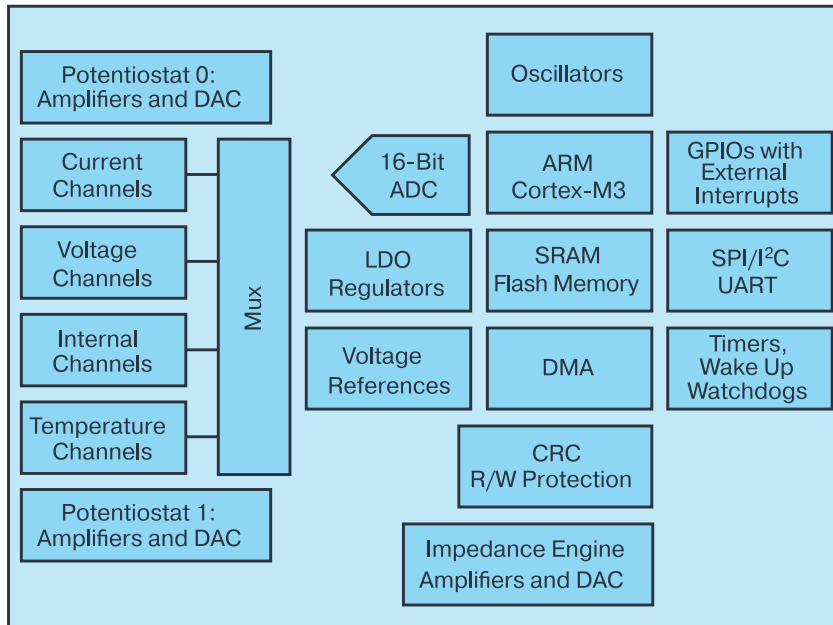 Potentiostat 0:
Amplifiers and DAC
Current
Channels
Voltage
Channels
Internal
Channels
Temperature
Channels
Potentiostat 1:
Amplifiers and DAC
Mux
16-Bit
ADC
LDO
Regulators
Voltage
References
Oscillators
ARM
Cortex-M3
SRAM
Flash Memory
DMA
CRC
R/W Protection
Impedance Engine
Amplifiers and DAC
GPIOs with
External
Interrupts
SPI/I²C
UART
Timers,
Wake Up
Watchdogs